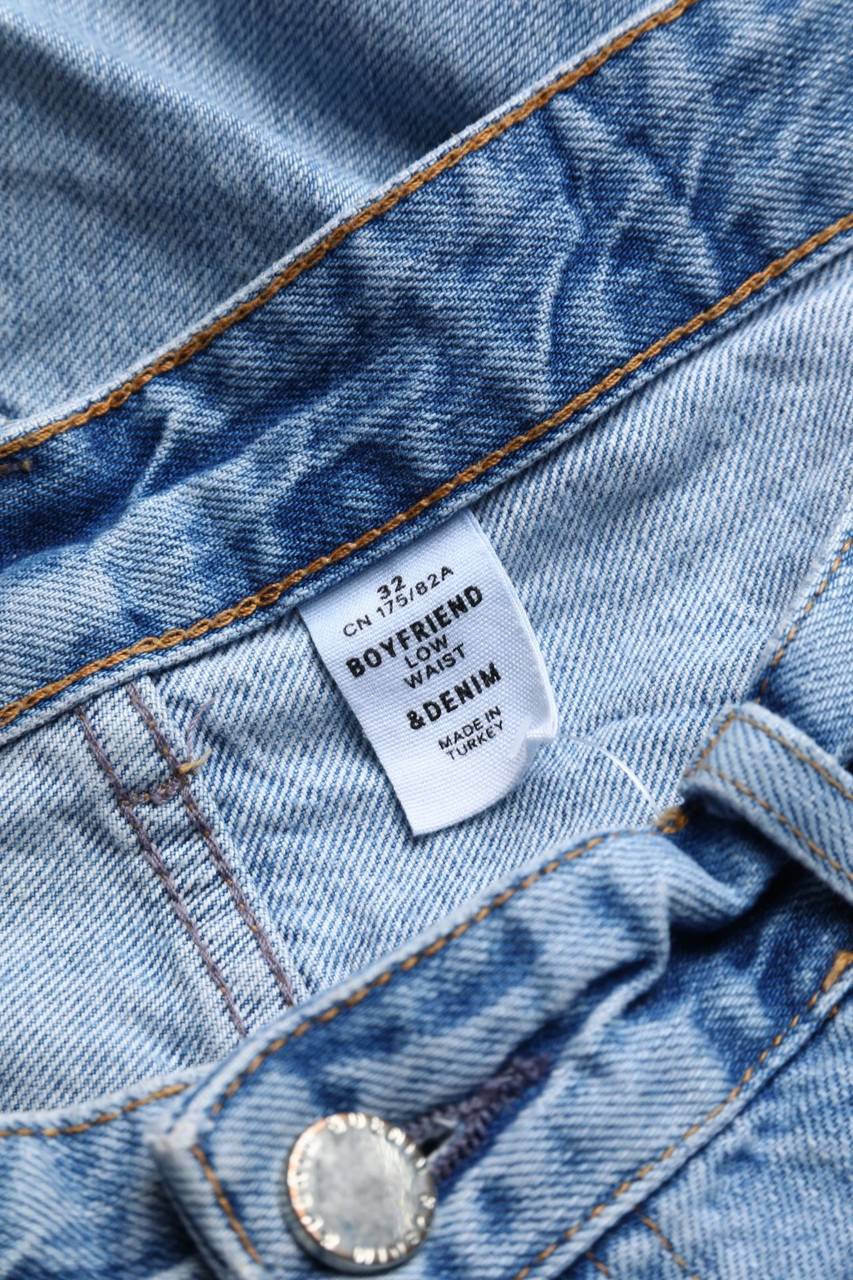 32
CN 175/82A
BOYFRIEND
LOW
WAIST
&DENIM
MADE IN
TURKEY